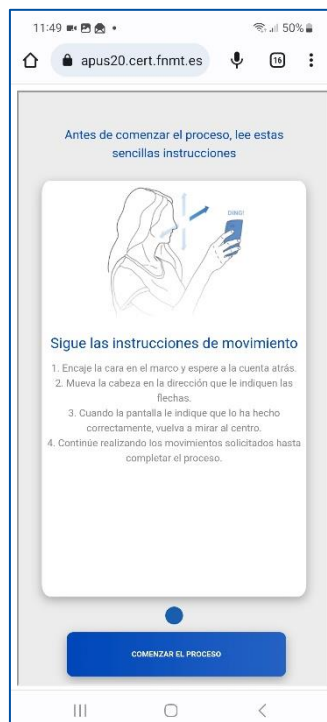 11:49
50%
apus20.cert.fnmt.es
16
Antes de comenzar el proceso, lee estas
sencillas instrucciones
DING!
Sigue las instrucciones de movimiento
1. Encaje la cara en el marco y espere a la cuenta atrás.
2. Mueva la cabeza en la dirección que le indiquen las
flechas.
3. Cuando la pantalla le indique que lo ha hecho
correctamente, vuelva a mirar al centro.
4. Continúe realizando los movimientos solicitados hasta
completar el proceso.
COMENZAR EL PROCESO